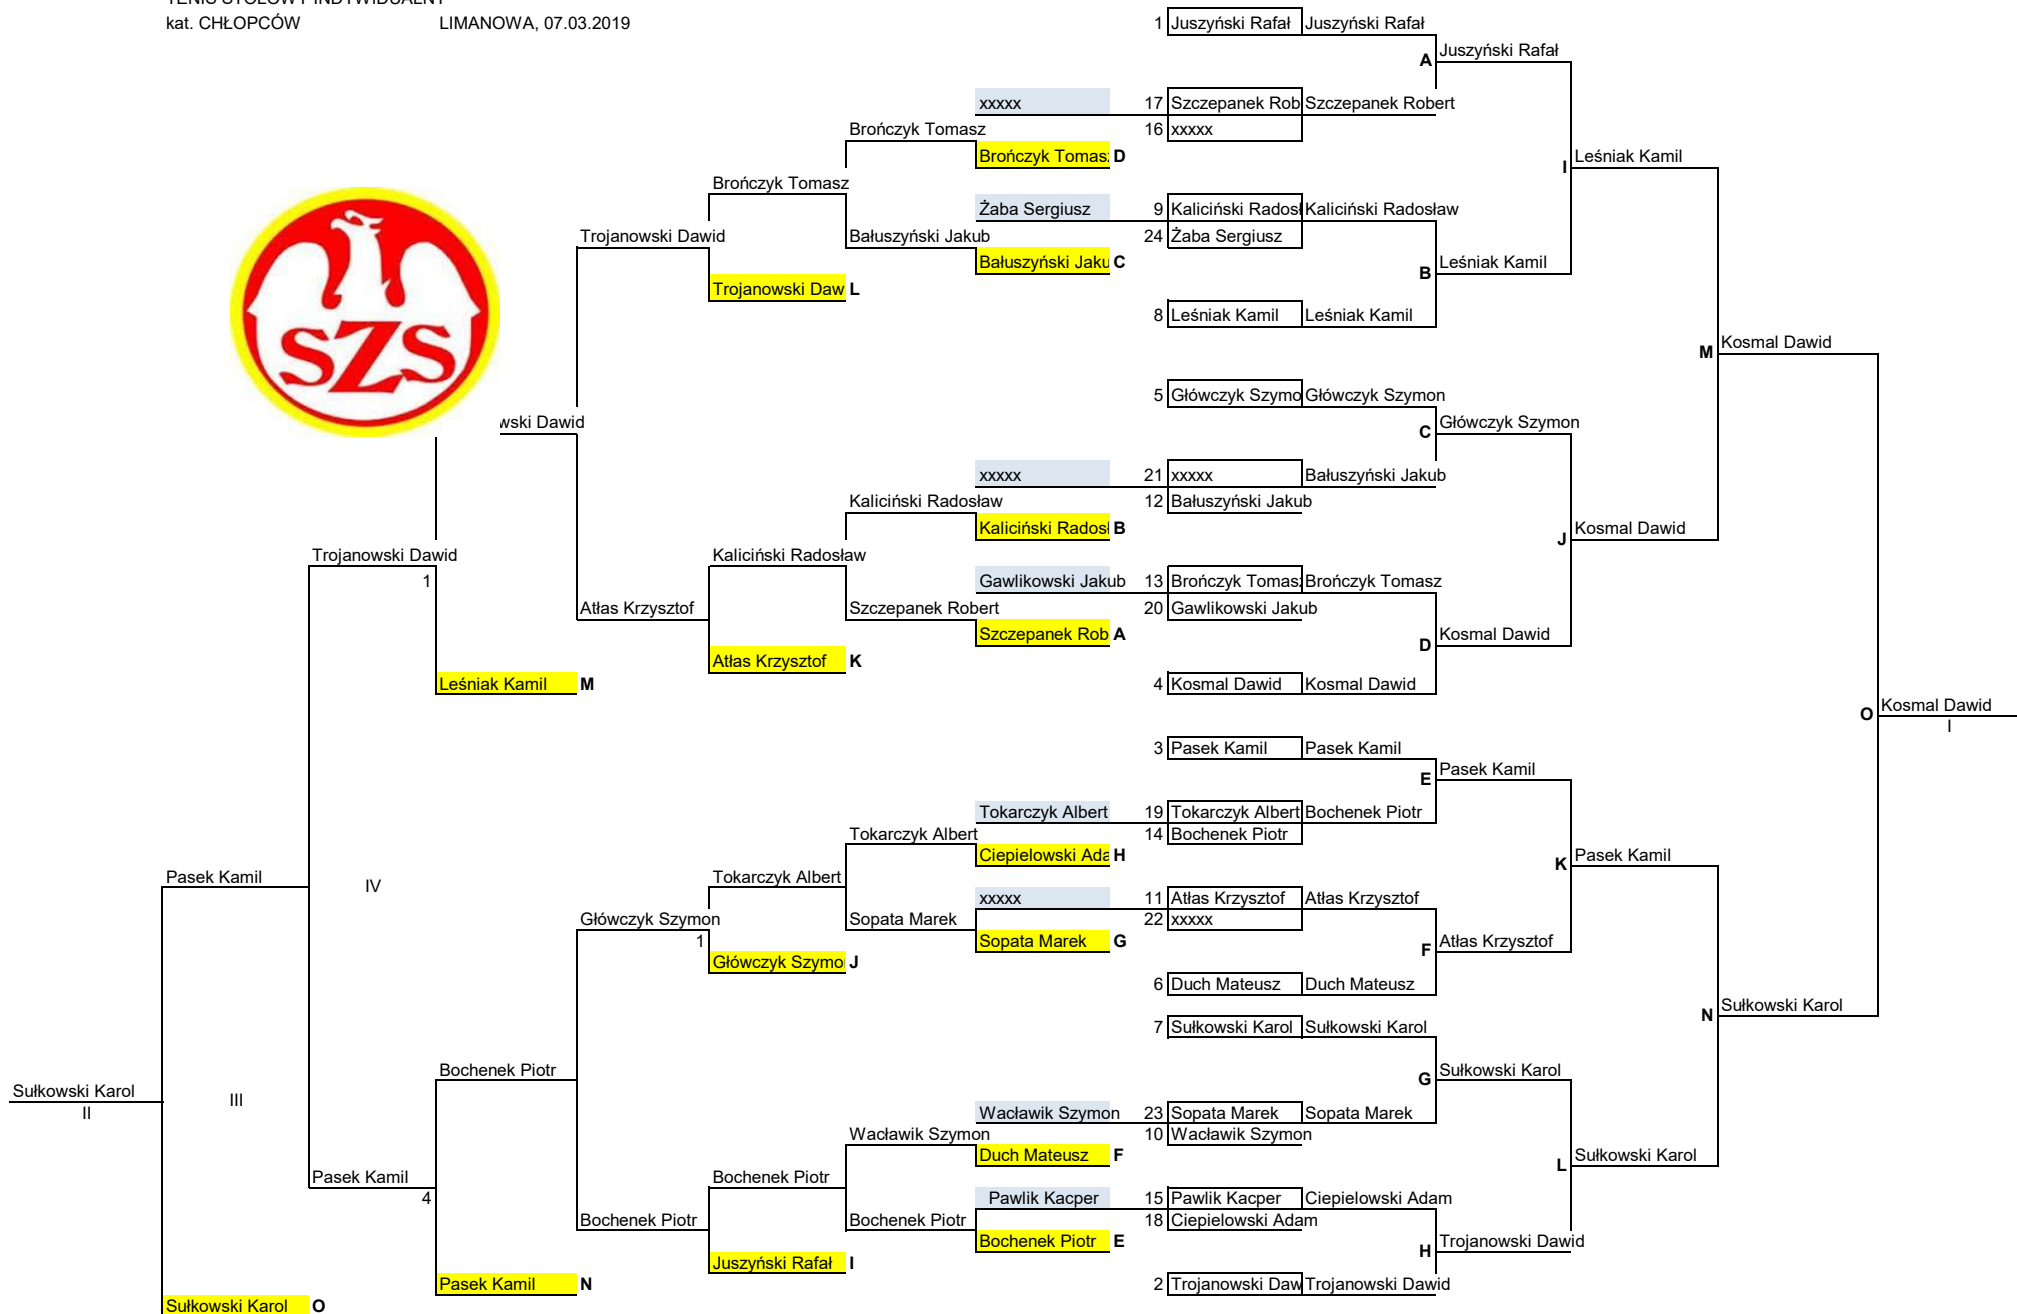 TENIS STOŁOWY INDYWIDUALNY
kat. CHŁOPCÓW LIMANOWA, 07.03.2019
1 Juszyński Rafał Juszyński Rafał
A Juszyński Rafał
xxxxx 17 Szczepanek Rob Szczepanek Robert
Brończyk Tomasz 16 xxxxx
Brończyk Tomas D
I Leśniak Kamil
Brończyk Tomasz
Żaba Sergiusz 9 Kaliciński Rados Kaliciński Radosław
Trojanowski Dawid Bałuszyński Jakub 24 Żaba Sergiusz
Bałuszyński Jaku C
B Leśniak Kamil
Trojanowski Daw L
8 Leśniak Kamil Leśniak Kamil
SZS
M Kosmal Dawid
5 Główczyk Szymo Główczyk Szymon
wski Dawid
C Główczyk Szymon
xxxxx 21 xxxxx Bałuszyński Jakub
Kaliciński Radosław 12 Bałuszyński Jakub
Kaliciński Rados B
J Kosmal Dawid
Trojanowski Dawid Kaliciński Radosław
1
Gawlikowski Jakub 13 Brończyk Tomas Brończyk Tomasz
Atłas Krzysztof Szczepanek Robert 20 Gawlikowski Jakub
Szczepanek Rob A
D Kosmal Dawid
Atłas Krzysztof K
Leśniak Kamil M
4 Kosmal Dawid Kosmal Dawid
O Kosmal Dawid
I
3 Pasek Kamil Pasek Kamil
E Pasek Kamil
Tokarczyk Albert 19 Tokarczyk Albert Bochenek Piotr
Tokarczyk Albert 14 Bochenek Piotr
Ciepielowski Ada H
K Pasek Kamil
Pasek Kamil IV Tokarczyk Albert
xxxxx 11 Atłas Krzysztof Atłas Krzysztof
Główczyk Szymon Sopata Marek 22 xxxxx
1 Sopata Marek G
F Atłas Krzysztof
Główczyk Szymo J
6 Duch Mateusz Duch Mateusz
N Sułkowski Karol
7 Sułkowski Karol Sułkowski Karol
Bochenek Piotr
G Sułkowski Karol
Sułkowski Karol III
II
Wacławik Szymon 23 Sopata Marek Sopata Marek
Wacławik Szymon 10 Wacławik Szymon
Duch Mateusz F
L Sułkowski Karol
Pasek Kamil Bochenek Piotr
4
Pawlik Kacper 15 Pawlik Kacper Ciepielowski Adam
Bochenek Piotr Bochenek Piotr 18 Ciepielowski Adam
Bochenek Piotr E
H Trojanowski Dawid
Juszyński Rafał I
Pasek Kamil N
2 Trojanowski Daw Trojanowski Dawid
Sułkowski Karol O